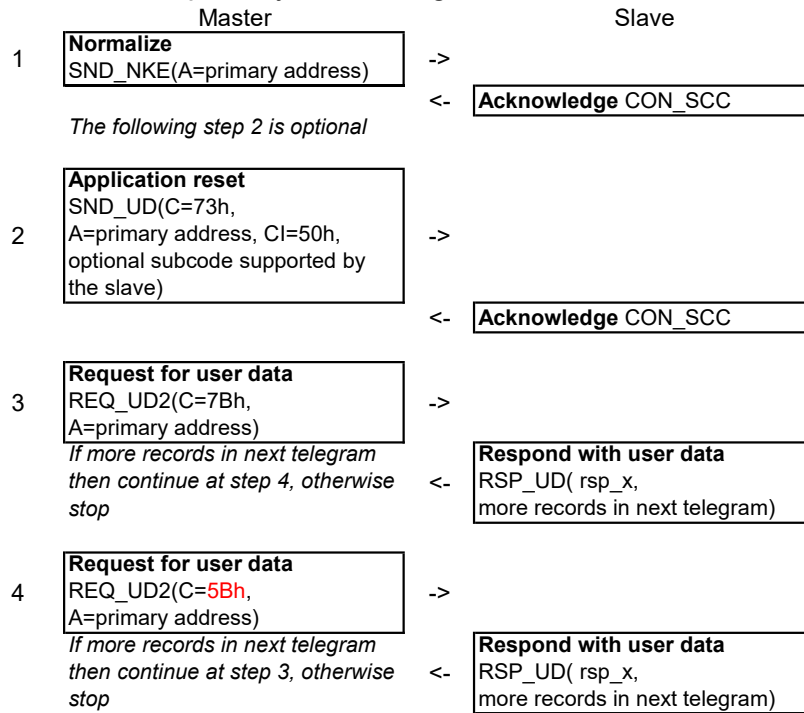 Master Slave
1 Normalize ->
SND_NKE(A=primary address)
<- Acknowledge CON_SCC
The following step 2 is optional
Application reset
SND_UD(C=73h,
2 A=primary address, CI=50h, ->
optional subcode supported by
the slave)
<- Acknowledge CON_SCC
Request for user data
3 REQ_UD2(C=7Bh, ->
A=primary address)
If more records in next telegram Respond with user data
then continue at step 4, otherwise <- RSP_UD( rsp_x,
stop more records in next telegram)
Request for user data
4 REQ_UD2(C=5Bh, ->
A=primary address)
If more records in next telegram Respond with user data
then continue at step 3, otherwise <- RSP_UD( rsp_x,
stop more records in next telegram)